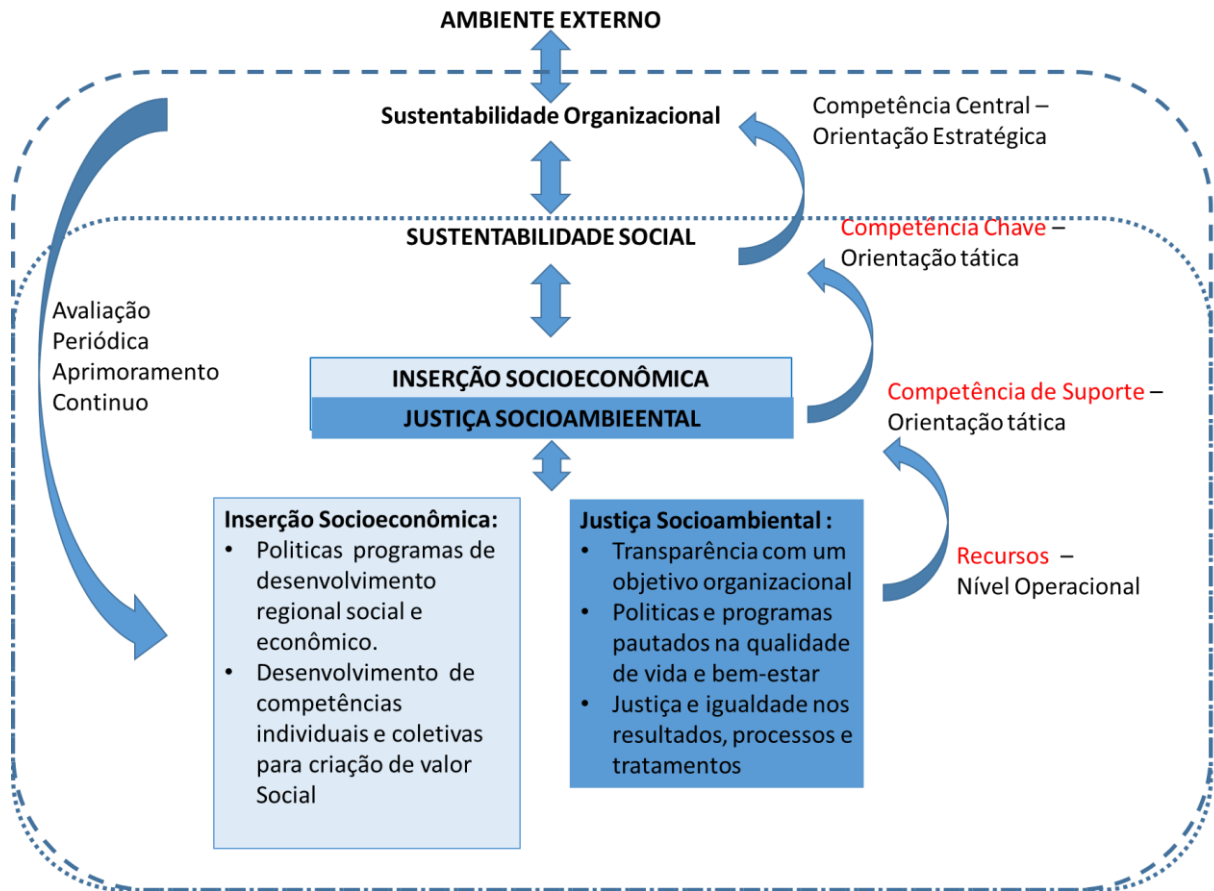 AMBIENTE EXTERNO
Sustentabilidade Organizacional
Competência Central –
Orientação Estratégica
SUSTENTABILIDADE SOCIAL
Competência Chave –
Orientação tática
Avaliação
Periódica
Aprimoramento
Continuo
INSERÇÃO SOCIOECONÔMICA
JUSTIÇA SOCIOAMBIEENTAL
Competência de Suporte –
Orientação tática
Inserção Socioeconômica:
• Politicas programas de
desenvolvimento
regional social e
econômico.
• Desenvolvimento de
competências
individuais e coletivas
para criação de valor
Social
Justiça Socioambiental :
• Transparência com um
objetivo organizacional
• Politicas e programas
pautados na qualidade
de vida e bem-estar
• Justiça e igualdade nos
resultados, processos e
tratamentos
Recursos –
Nível Operacional